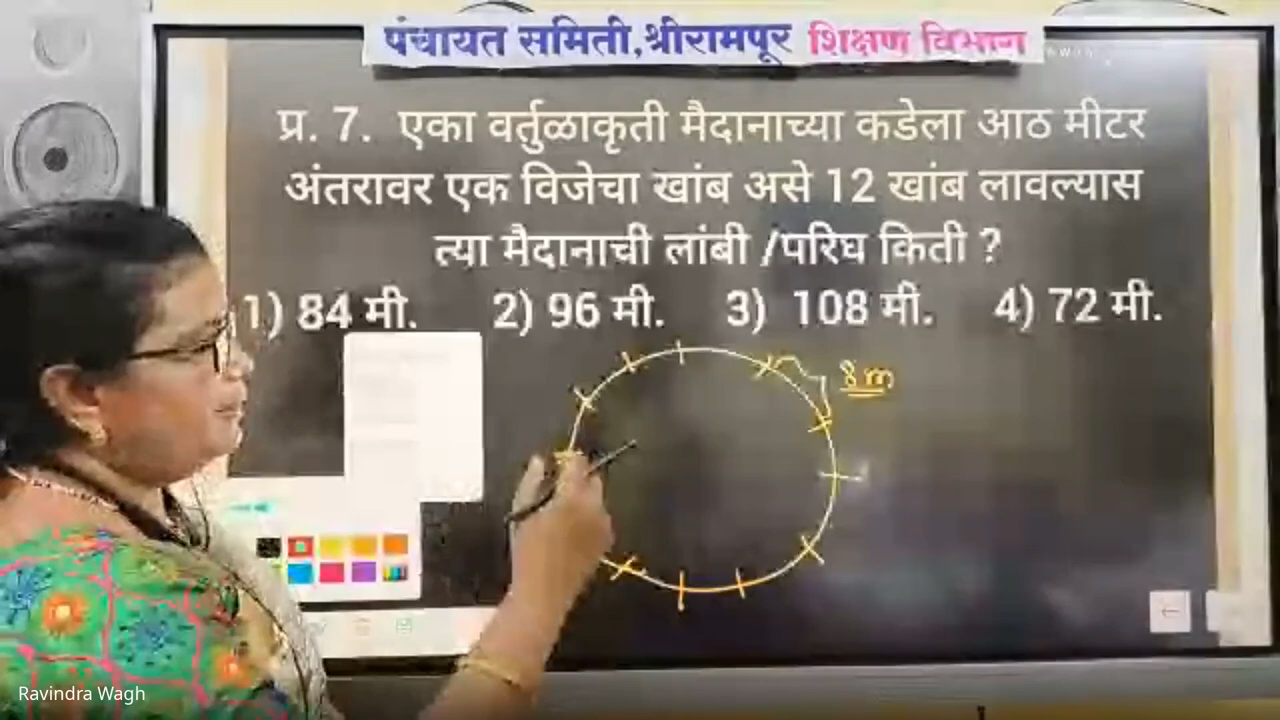 पंचायत समिती,श्रीरामपूर शिक्षण विभाग
प्र. 7. एका वर्तुळाकृती मैदानाच्या कडेला आठ मीटर
अंतरावर एक विजेचा खांब असे 12 खांब लावल्यास
त्या मैदानाची लांबी /परिघ किती ?
1) 84 मी. 2) 96 मी. 3) 108 मी. 4) 72 मी.
8m
Ravindra Wagh